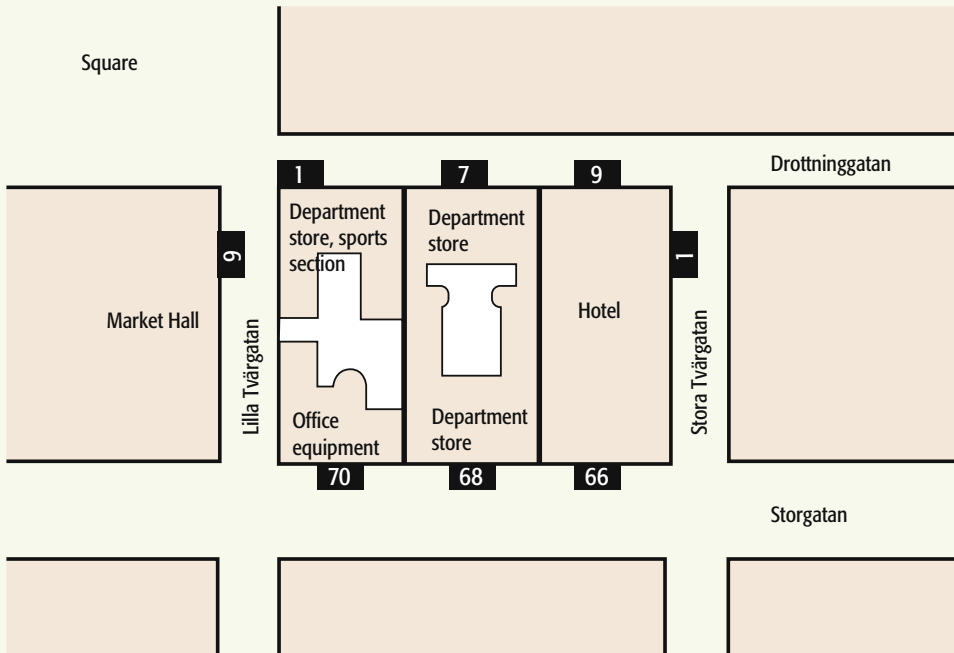 Square
Drottninggatan
1
7
9
Department
store, sports
section
Department
store
9
1
Hotel
Market Hall
Lilla Tvärgatan
Stora Tvärgatan
Office
equipment
Department
store
70
68
66
Storgatan